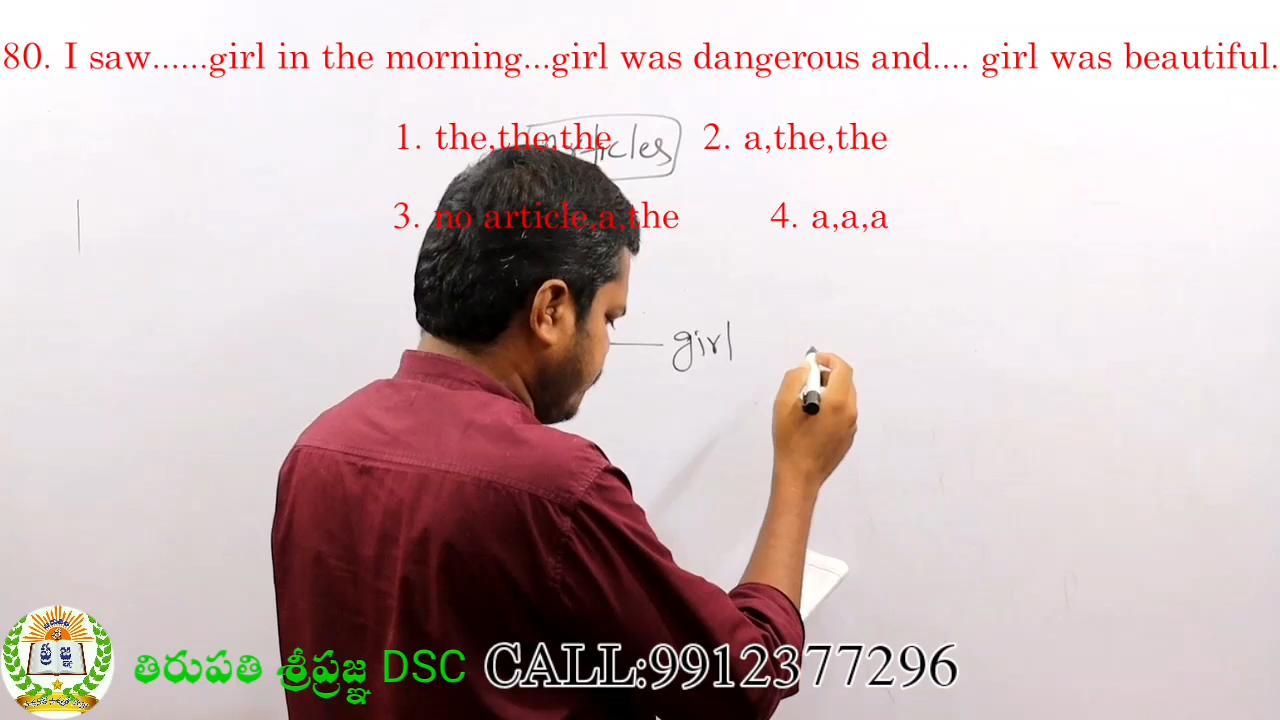 80. I saw......girl in the morning...girl was dangerous and.... girl was beautiful.
1. the,the,the 2. a,the,the
Articles
3. no article,a,the 4. a,a,a
girl
తిరుపతి శ్రీప్రజ్ఞ DSC CALL:9912377296